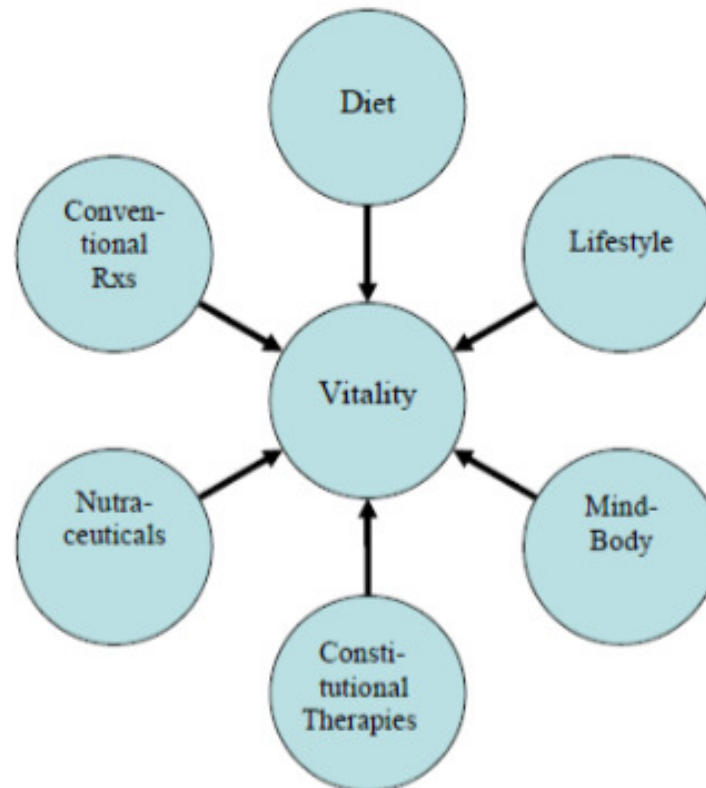 Diet
Conven-
tional
Rxs
Lifestyle
Vitality
Nutra-
ceuticals
Mind-
Body
Consti-
tutional
Therapies